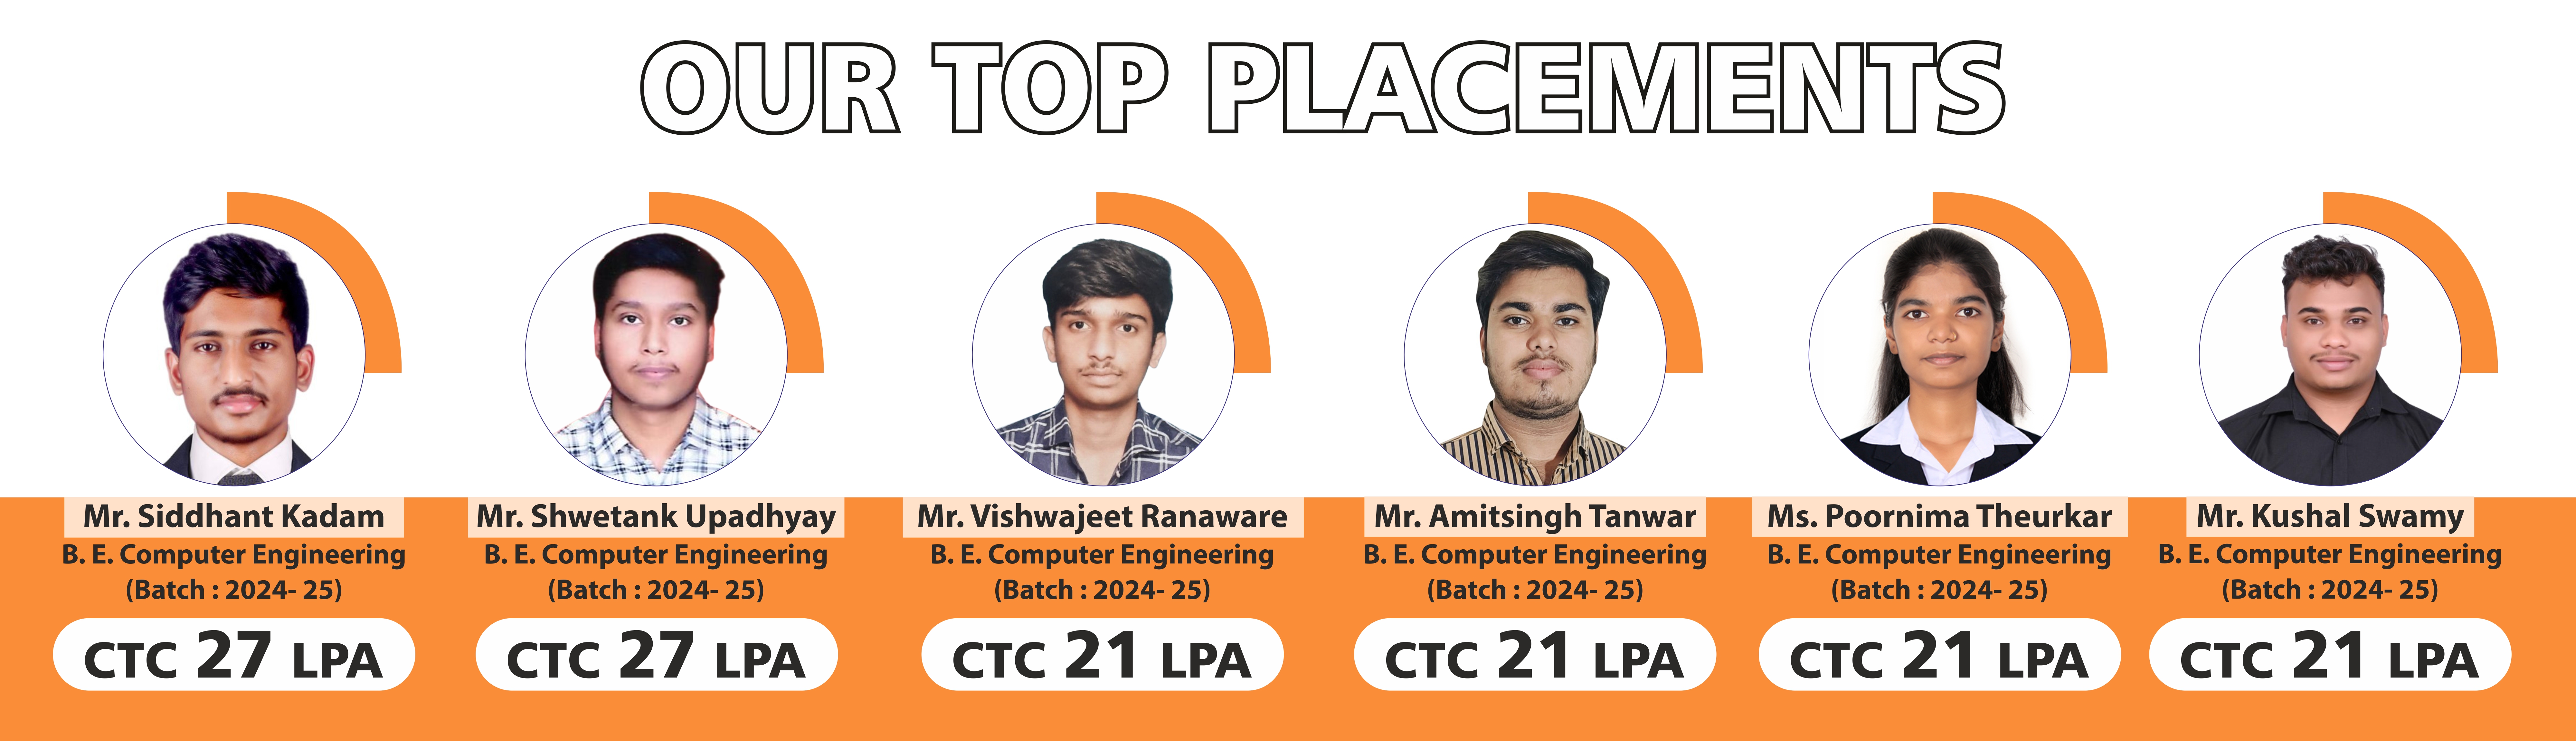 OUR TOP PLACEMENTS
Mr. Siddhant Kadam
B. E. Computer Engineering
(Batch : 2024- 25)
CTC 27 LPA
Mr. Shwetank Upadhyay
B. E. Computer Engineering
(Batch : 2024- 25)
CTC 27 LPA
Mr. Vishwajeet Ranaware
B. E. Computer Engineering
(Batch : 2024- 25)
CTC 21 LPA
Mr. Amitsingh Tanwar
B. E. Computer Engineering
(Batch : 2024- 25)
CTC 21 LPA
Ms. Poornima Theurkar
B. E. Computer Engineering
(Batch : 2024- 25)
CTC 21 LPA
Mr. Kushal Swamy
B. E. Computer Engineering
(Batch : 2024- 25)
CTC 21 LPA